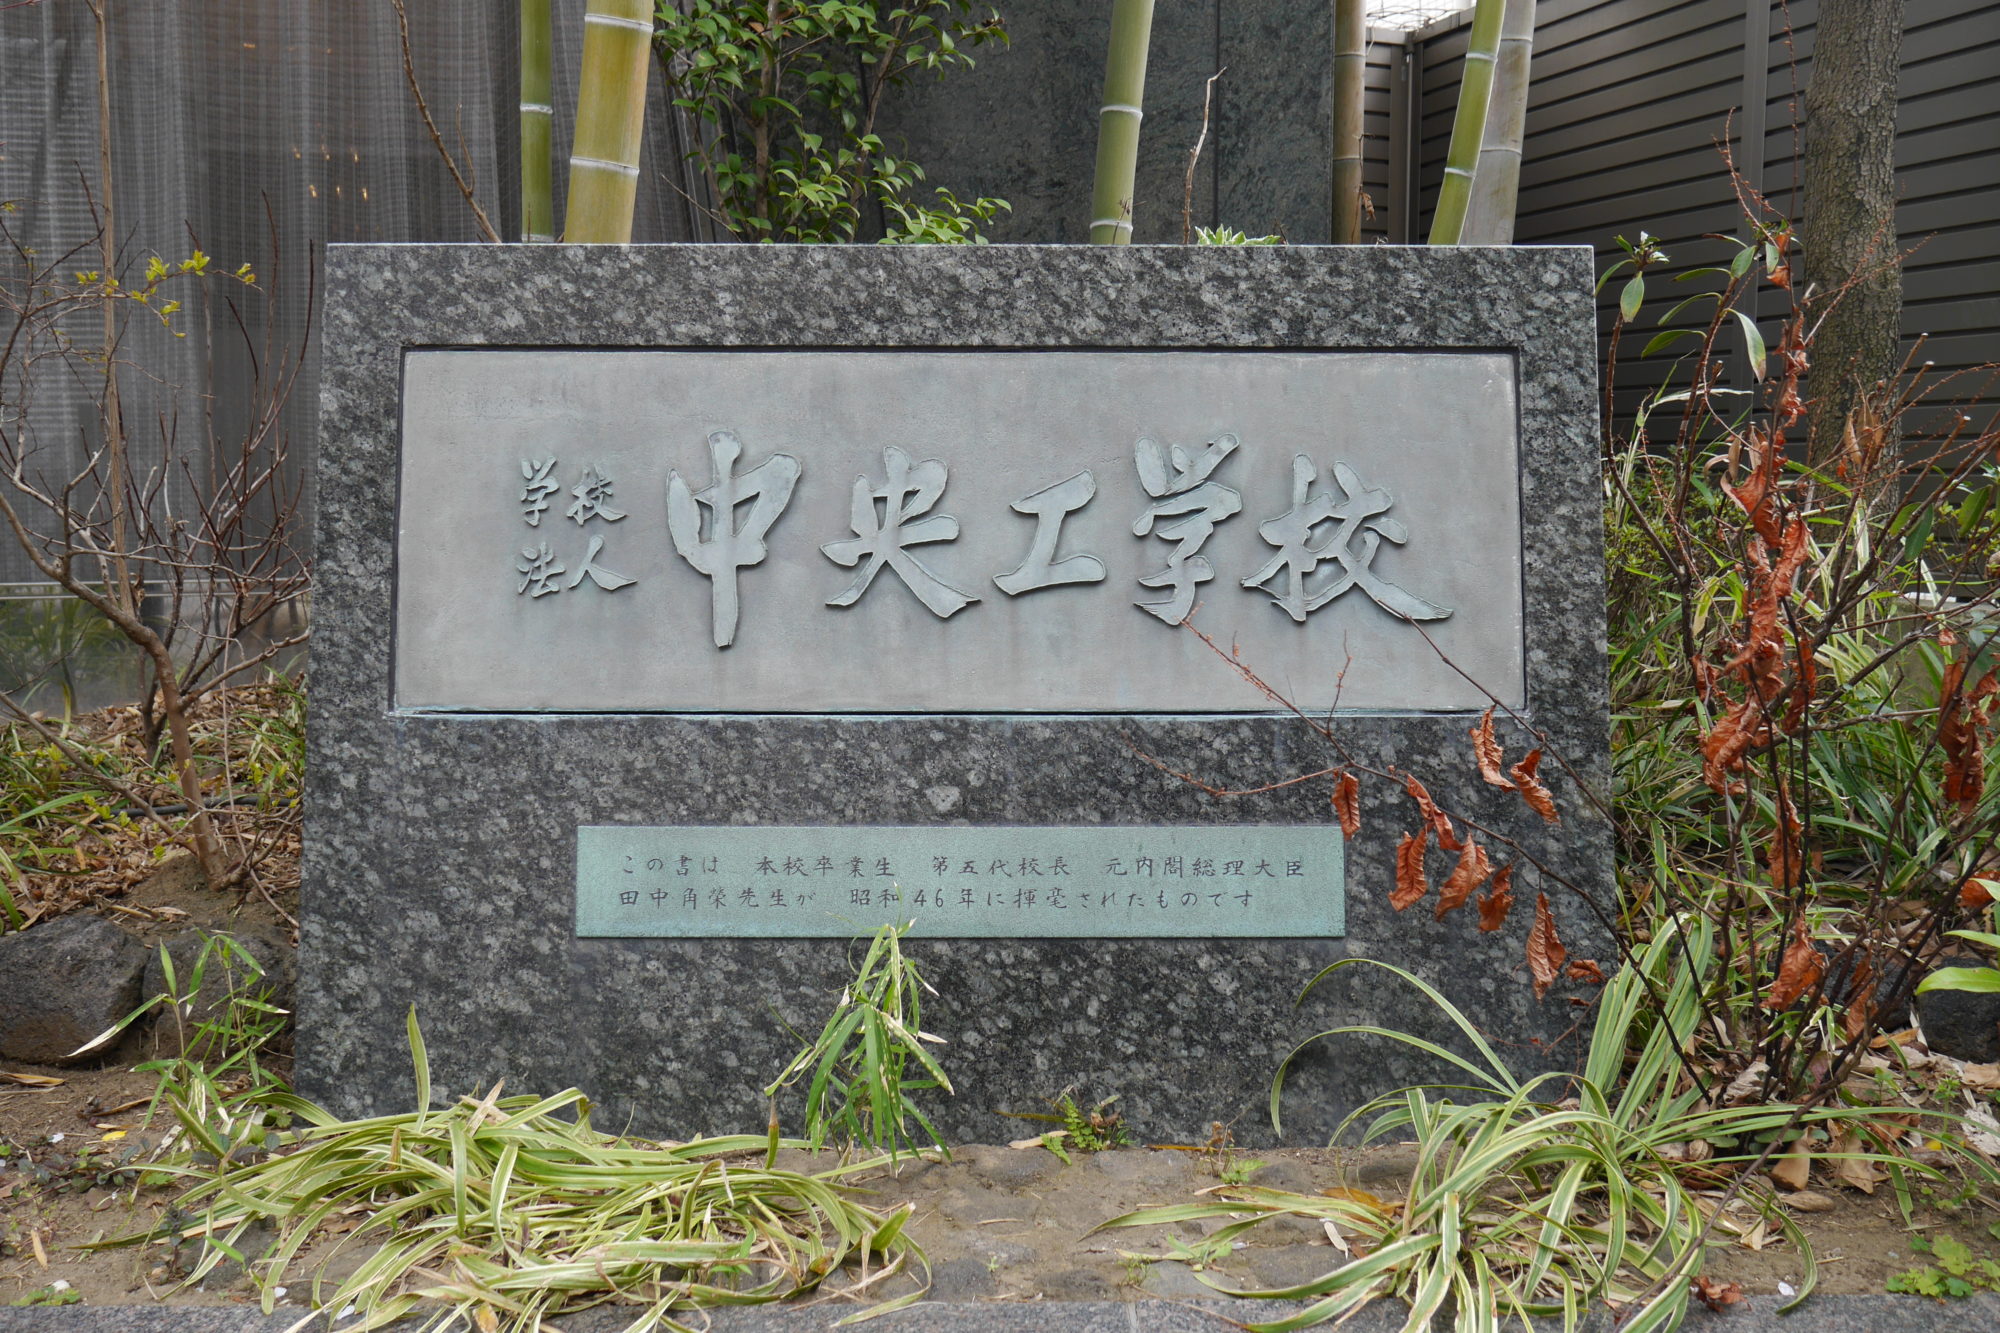 学校
法人
中央工学校
この書は　本校卒業生　第五代校長　元内閣総理大臣
田中角榮先生が　昭和46年に揮毫されたものです